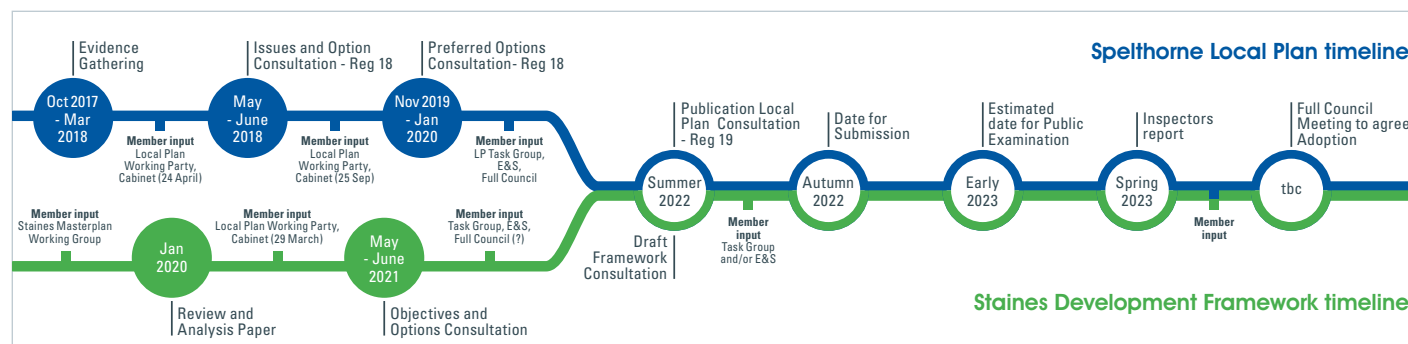 Spelthorne Local Plan timeline
Evidence
Gathering
Oct 2017
- Mar
2018
Member input
Local Plan
Working Party,
Cabinet (24 April)
Issues and Option
Consultation - Reg 18
May
- June
2018
Member input
Local Plan
Working Party,
Cabinet (25 Sep)
Preferred Options
Consultation- Reg 18
Nov 2019
- Jan
2020
Member input
LP Task Group,
E&S,
Full Council
Member input
Staines Masterplan
Working Group
Jan
2020
Review and
Analysis Paper
Member input
Local Plan Working Party,
Cabinet (29 March)
May
- June
2021
Objectives and
Options Consultation
Member input
Task Group, E&S,
Full Council (?)
Publication Local
Plan Consultation
- Reg 19
Summer
2022
Draft
Framework
Consultation
Member
input
Task Group
and/or E&S
Date for
Submission
Autumn
2022
Estimated
date for Public
Examination
Early
2023
Inspectors
report
Spring
2023
Member
input
Full Council
Meeting to agree
Adoption
tbc
Staines Development Framework timeline